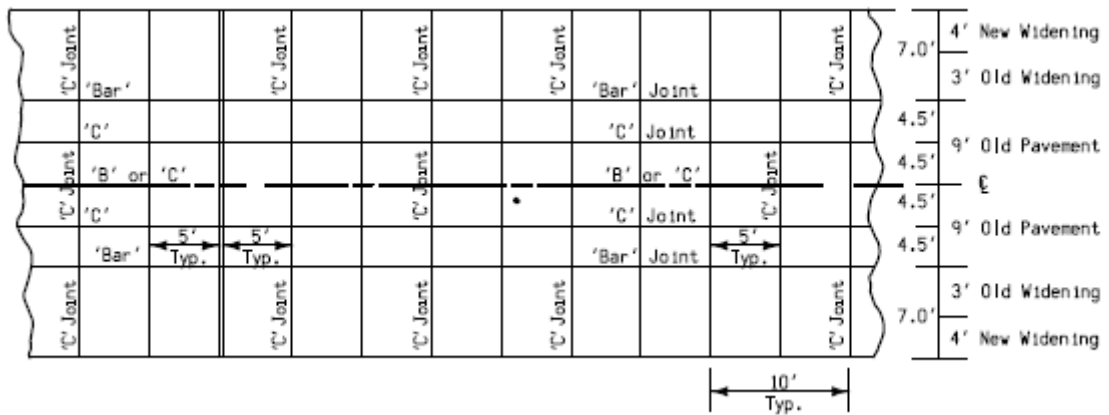 'C' Joint 'C' Joint 'C' Joint 'C' Joint 'C' Joint
7.0'
4' New Widening
3' Old Widening
'Bar' 'Bar' Joint
'C' 'C' Joint
4.5'
9' Old Pavement
'C' Joint 'B' or 'C' 'C' Joint 'B' or 'C' 'C' Joint
4.5'
℄
'C' 'C' Joint
4.5'
9' Old Pavement
5' 5' 5'
Typ. Typ. Typ.
'Bar' 'Bar' Joint
4.5'
'C' Joint 'C' Joint 'C' Joint 'C' Joint 'C' Joint
3' Old Widening
7.0'
4' New Widening
10'
Typ.